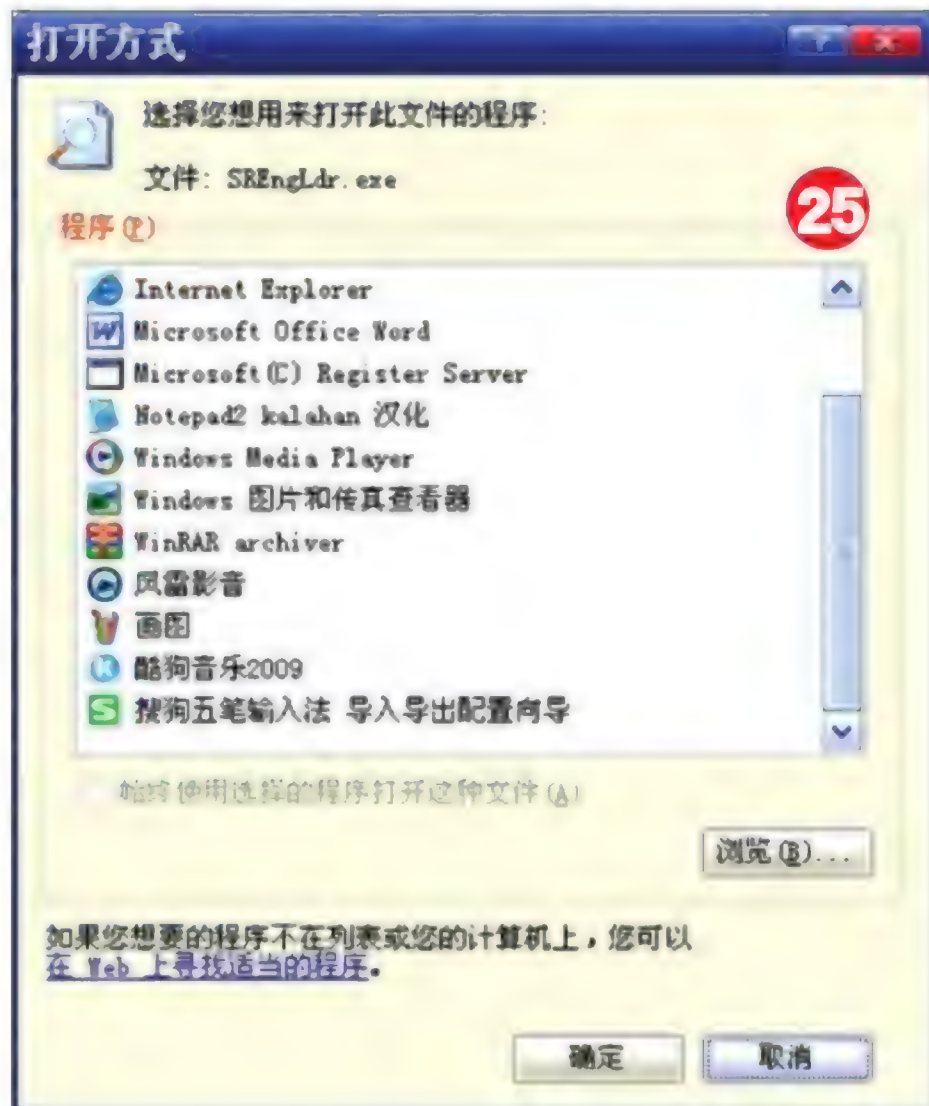 打开方式
选择您想用来打开此文件的程序:
文件: SREngLdr.exe
25
程序(P)
Internet Explorer
Microsoft Office Word
Microsoft(C) Register Server
Notepad2 kalahan 汉化
Windows Media Player
Windows 图片和传真查看器
WinRAR archiver
风雷影音
画图
酷狗音乐2009
搜狗五笔输入法 导入导出配置向导
始终使用选择的程序打开这种文件(A)
浏览(B)...
如果您想要的程序不在列表或您的计算机上，您可以
在 Web 上寻找适当的程序。
确定
取消